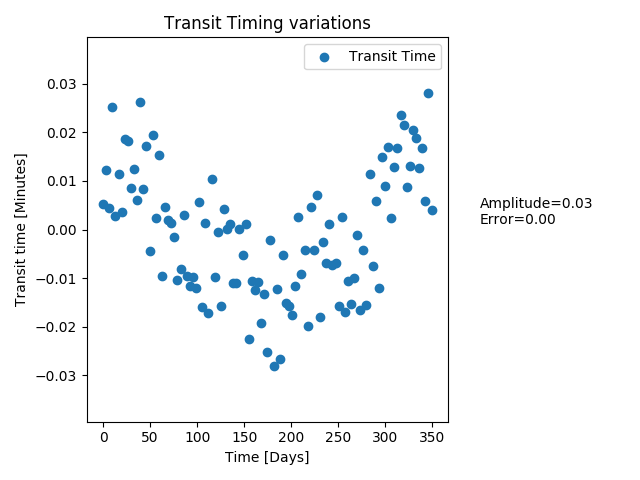 Transit Timing variations
Transit Time
0.03
0.02
0.01
0.00
−0.01
−0.02
−0.03
Transit time [Minutes]
Amplitude=0.03
Error=0.00
0 50 100 150 200 250 300 350
Time [Days]